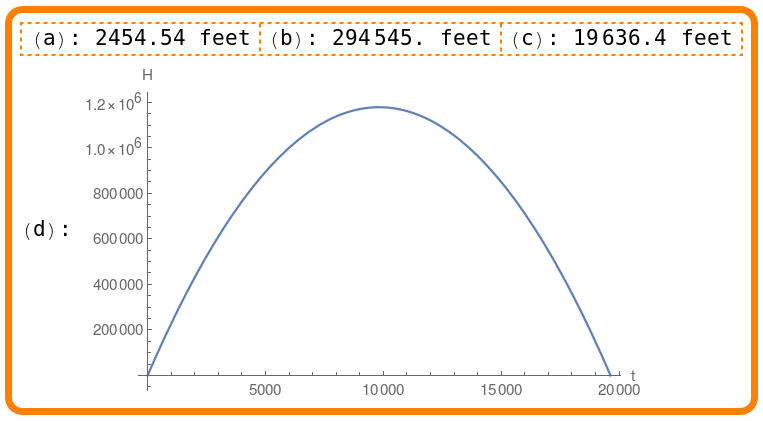 (a): 2454.54 feet (b): 294545. feet (c): 19636.4 feet
H
1.2×10⁶
1.0×10⁶
800000
600000
(d):
400000
200000
t
5000 10000 15000 20000